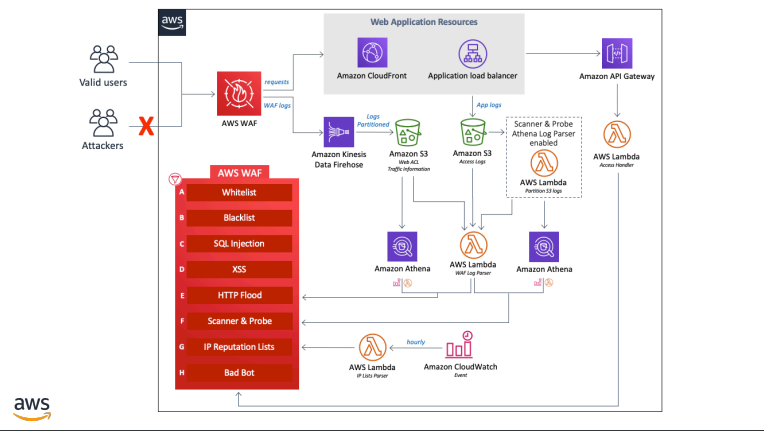 aws
Web Application Resources
Valid users
Attackers
AWS WAF
requests
WAF logs
Amazon CloudFront
Application load balancer
Amazon API Gateway
App logs
Logs
Partitioned
Amazon Kinesis
Data Firehose
Amazon S3
Web ACL
Traffic Information
Amazon S3
Access Logs
Scanner & Probe
Athena Log Parser
enabled
AWS Lambda
Partition S3 logs
AWS Lambda
Access Handler
AWS WAF
A Whitelist
B Blacklist
C SQL Injection
D XSS
E HTTP Flood
F Scanner & Probe
G IP Reputation Lists
H Bad Bot
Amazon Athena
AWS Lambda
WAF Log Parser
Amazon Athena
AWS Lambda
IP Lists Parser
hourly
Amazon CloudWatch
Event
aws